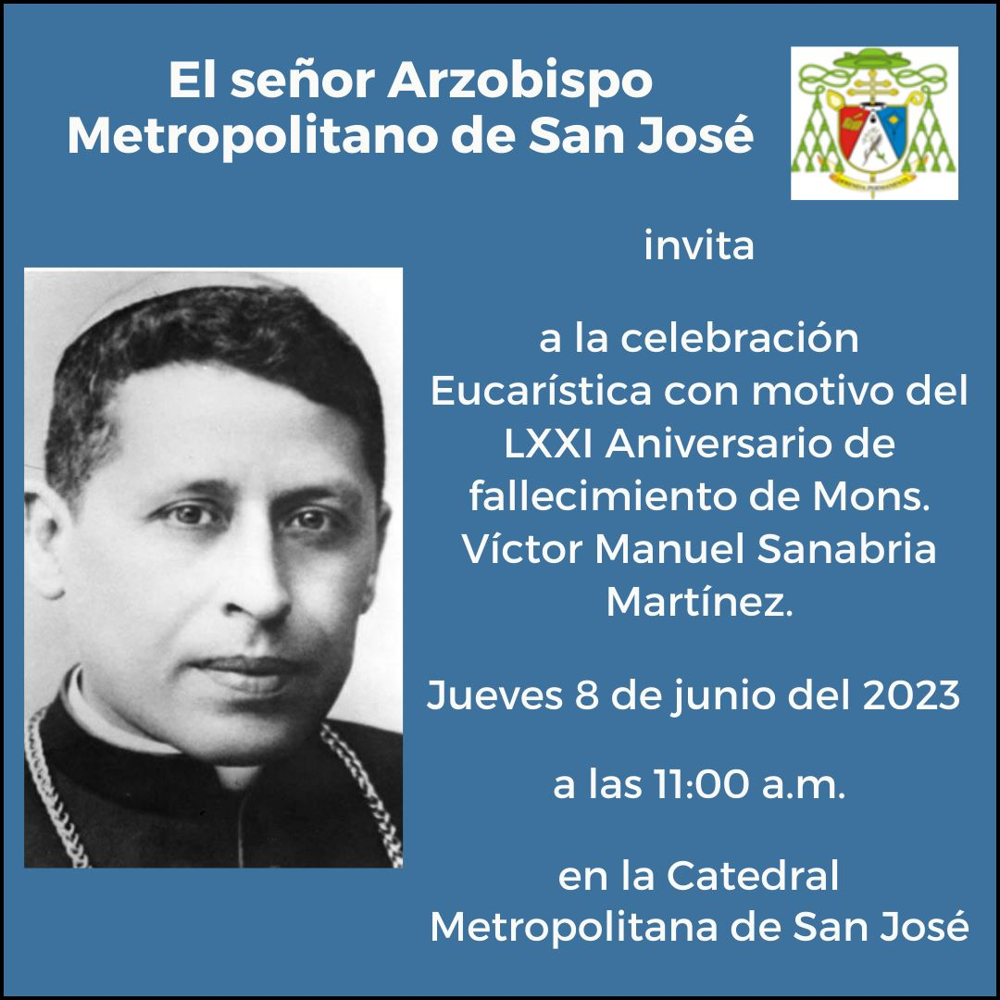 El señor Arzobispo
Metropolitano de San José
invita
a la celebración
Eucarística con motivo del
LXXI Aniversario de
fallecimiento de Mons.
Víctor Manuel Sanabria
Martínez.
Jueves 8 de junio del 2023
a las 11:00 a.m.
en la Catedral
Metropolitana de San José